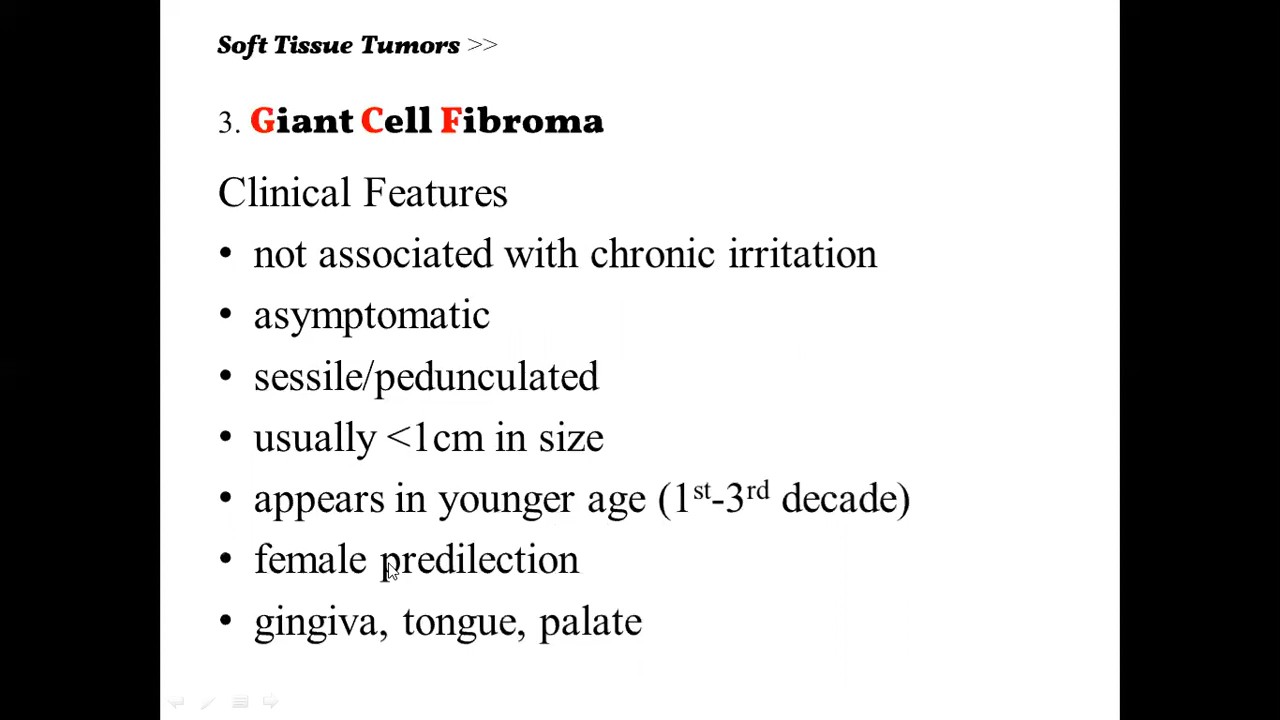 Soft Tissue Tumors >>
3. Giant Cell Fibroma
Clinical Features
• not associated with chronic irritation
• asymptomatic
• sessile/pedunculated
• usually <1cm in size
• appears in younger age (1st-3rd decade)
• female predilection
• gingiva, tongue, palate